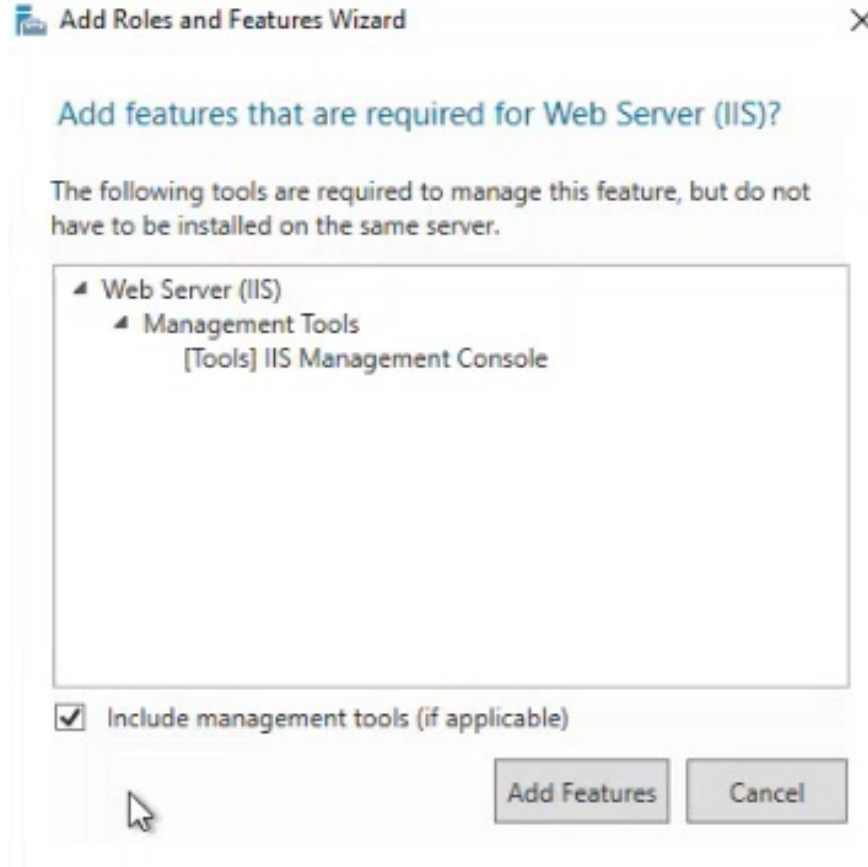 Add Roles and Features Wizard
Add features that are required for Web Server (IIS)?
The following tools are required to manage this feature, but do not
have to be installed on the same server.
Web Server (IIS)
Management Tools
[Tools] IIS Management Console
Include management tools (if applicable)
Add Features
Cancel